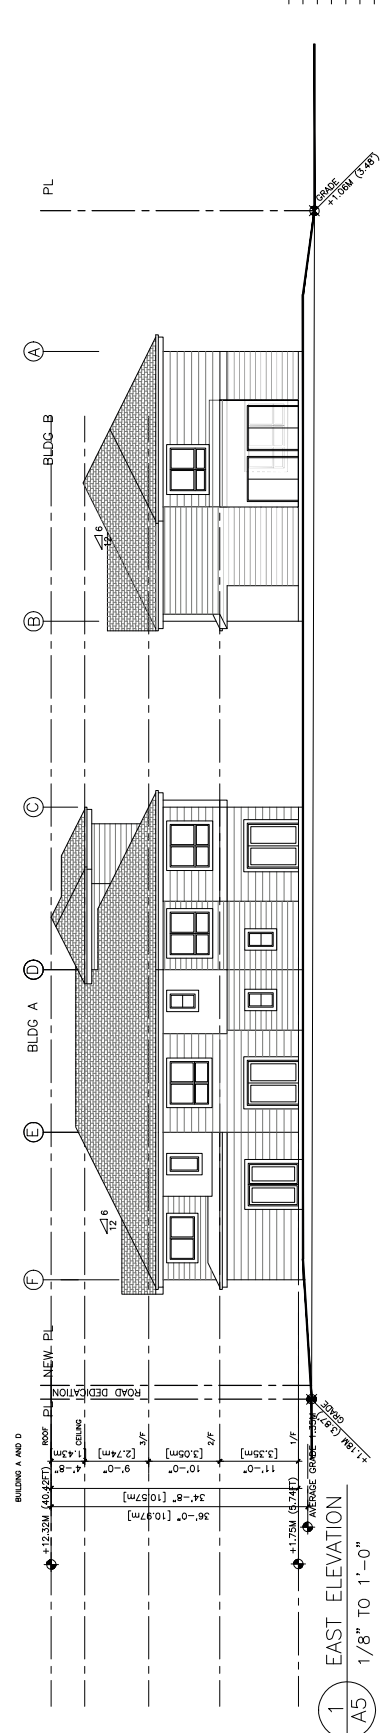 PL
GRADE
+1.06M (3.48')
A
BLDG B
6
12
B
C
D
BLDG A
E
6
12
F
NEW PL
ROAD DEDICATION
PL
BUILDING A AND D
ROOF
CEILING
3/F
2/F
1/F
4'-8"
[1.43m]
9'-0"
[2.74m]
10'-0"
[3.05m]
11'-0"
[3.35m]
34'-8" [10.57m]
36'-0" [10.97m]
+12.32M (40.42FT)
+1.75M (5.74FT)
AVERAGE GRADE 1.35M
GRADE
+1.18M (3.87')
1
A5
EAST ELEVATION
1/8" TO 1'-0"